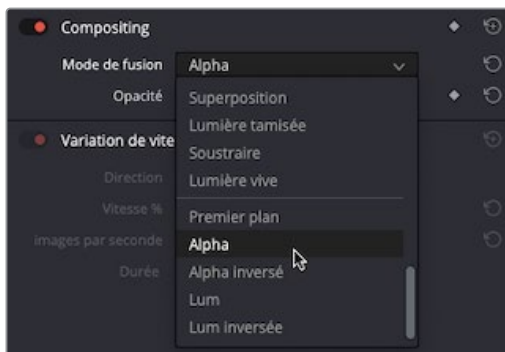 Compositing
Mode de fusion Alpha
Opacité
Superposition
Lumière tamisée
Soustraire
Lumière vive
Premier plan
Alpha
Alpha inversé
Lum
Lum inversée
Variation de vite
Direction
Vitesse %
images par seconde
Durée